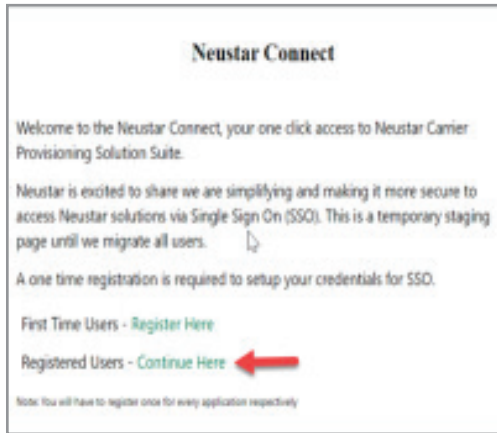 Neustar Connect
Welcome to the Neustar Connect, your one click access to Neustar Carrier
Provisioning Solution Suite.
Neustar is excited to share we are simplifying and making it more secure to
access Neustar solutions via Single Sign On (SSO). This is a temporary staging
page until we migrate all users.
A one time registration is required to setup your credentials for SSO.
First Time Users - Register Here
Registered Users - Continue Here
Note: You will have to register once for every application respectively